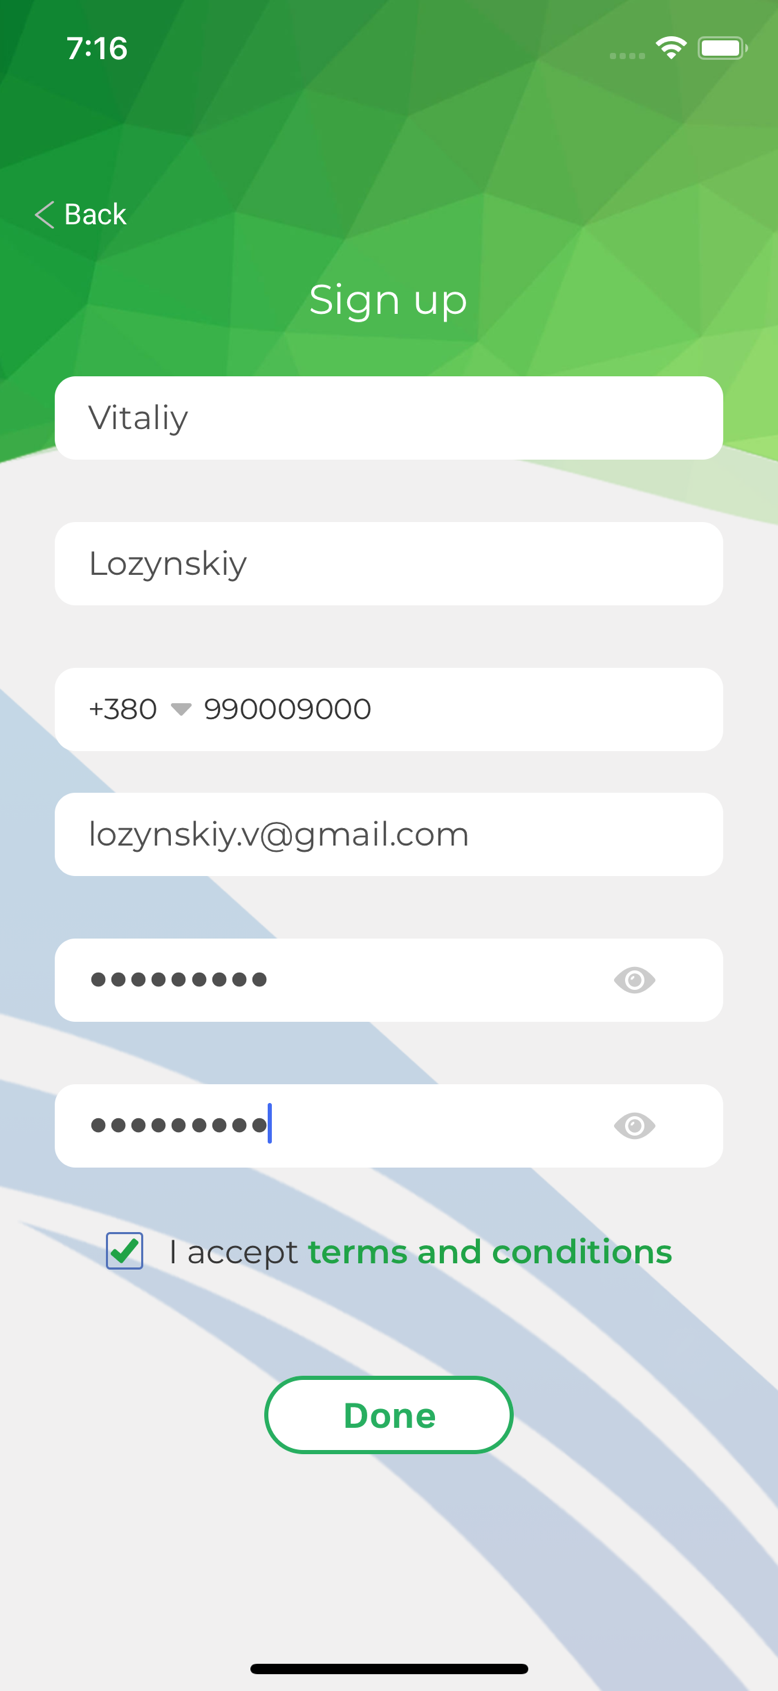 7:16
Back
Sign up
Vitaliy
Lozynskiy
+380 990009000
lozynskiy.v@gmail.com
•••••••••
•••••••••
I accept terms and conditions
Done